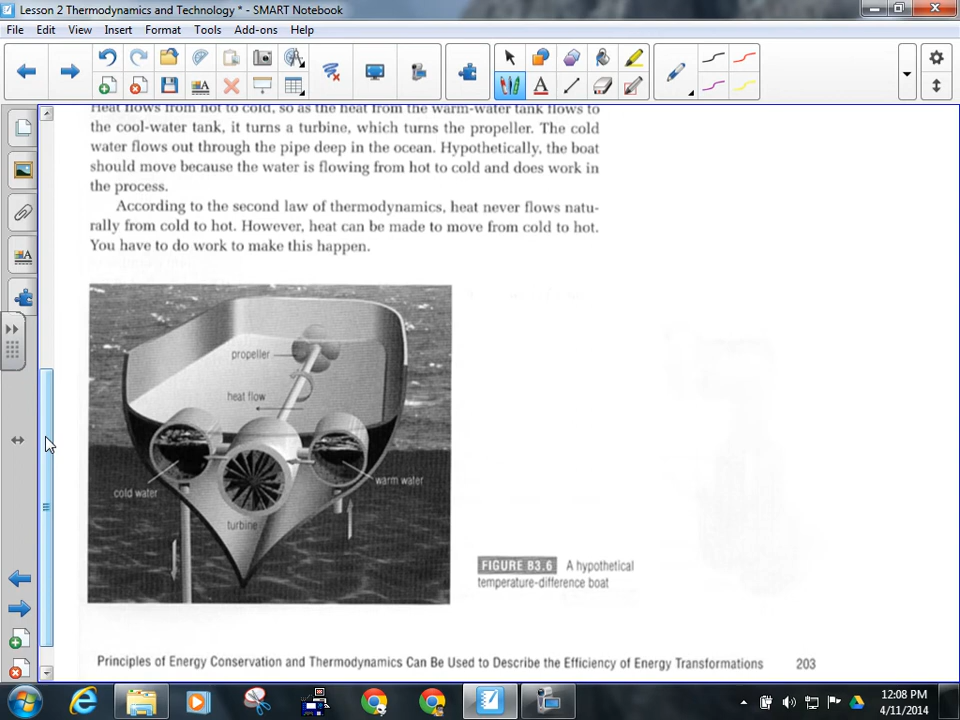 Lesson 2 Thermodynamics and Technology * - SMART Notebook
File Edit View Insert Format Tools Add-ons Help
Heat flows from hot to cold, so as the heat from the warm-water tank flows to
the cool-water tank, it turns a turbine, which turns the propeller. The cold
water flows out through the pipe deep in the ocean. Hypothetically, the boat
should move because the water is flowing from hot to cold and does work in
the process.
According to the second law of thermodynamics, heat never flows natu-
rally from cold to hot. However, heat can be made to move from cold to hot.
You have to do work to make this happen.
propeller
heat flow
warm water
cold water
turbine
FIGURE B3.6 A hypothetical
temperature-difference boat
Principles of Energy Conservation and Thermodynamics Can Be Used to Describe the Efficiency of Energy Transformations 203
12:08 PM
4/11/2014